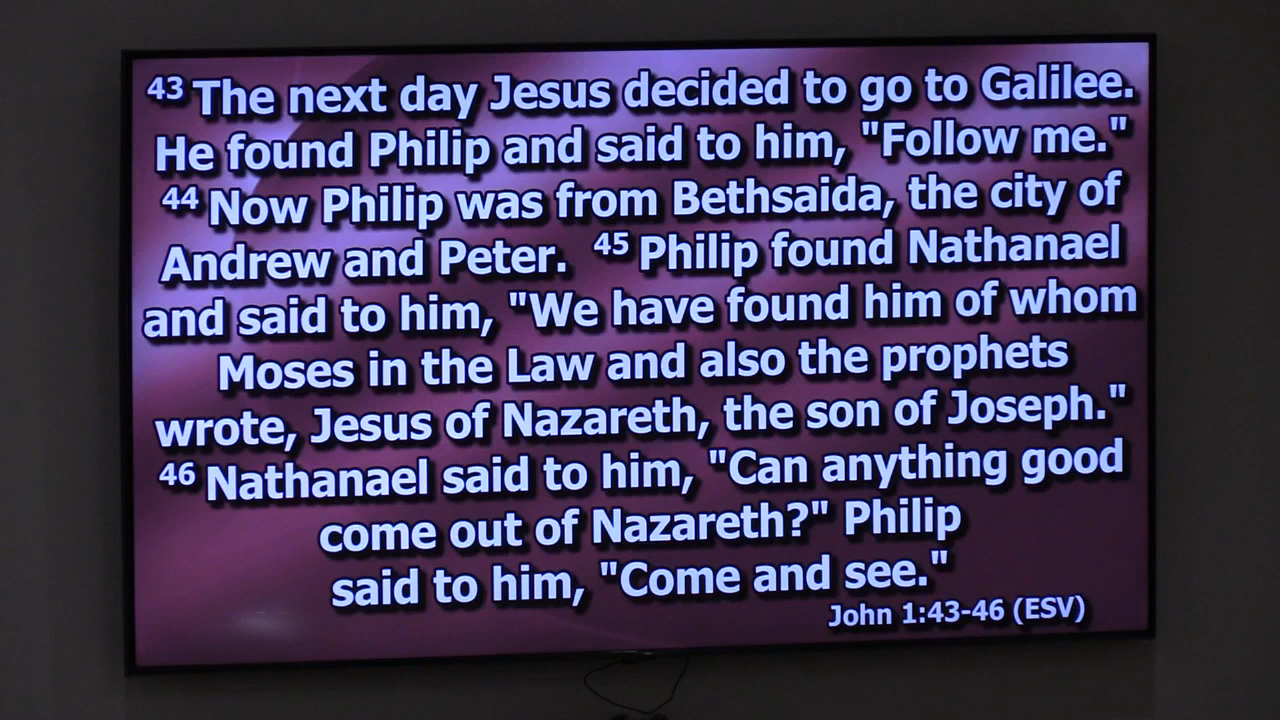 43 The next day Jesus decided to go to Galilee.
He found Philip and said to him, "Follow me."
44 Now Philip was from Bethsaida, the city of
Andrew and Peter. 45 Philip found Nathanael
and said to him, "We have found him of whom
Moses in the Law and also the prophets
wrote, Jesus of Nazareth, the son of Joseph."
46 Nathanael said to him, "Can anything good
come out of Nazareth?" Philip
said to him, "Come and see."
John 1:43-46 (ESV)